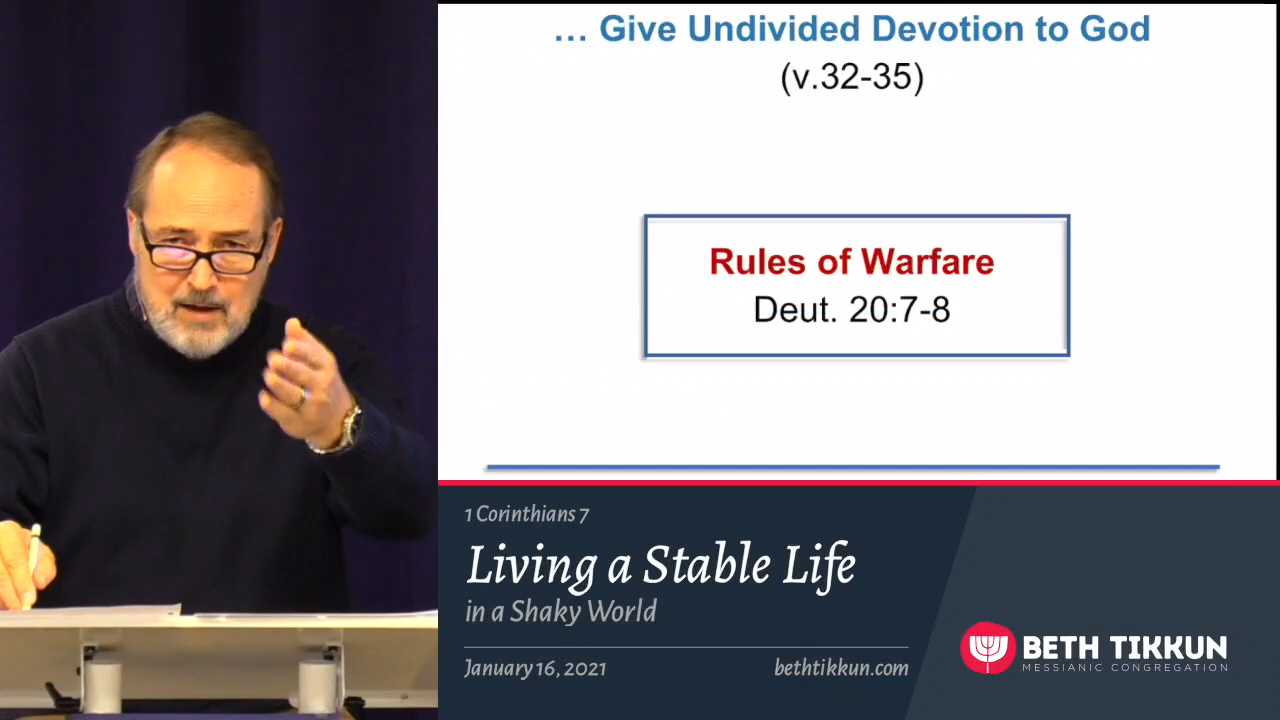 ... Give Undivided Devotion to God
(v.32-35)
Rules of Warfare
Deut. 20:7-8
1 Corinthians 7
Living a Stable Life
in a Shaky World
January 16, 2021
bethtikkun.com
BETH TIKKUN
MESSIANIC CONGREGATION